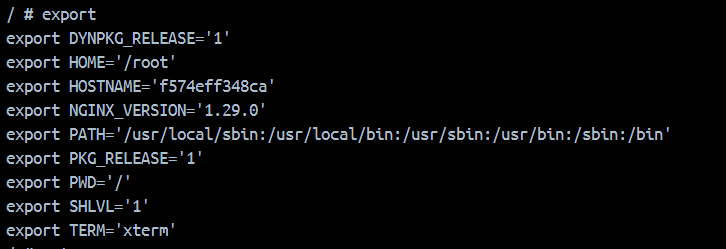 / # export
export DYNPKG_RELEASE='1'
export HOME='/root'
export HOSTNAME='f574eff348ca'
export NGINX_VERSION='1.29.0'
export PATH='/usr/local/sbin:/usr/local/bin:/usr/sbin:/usr/bin:/sbin:/bin'
export PKG_RELEASE='1'
export PWD='/'
export SHLVL='1'
export TERM='xterm'